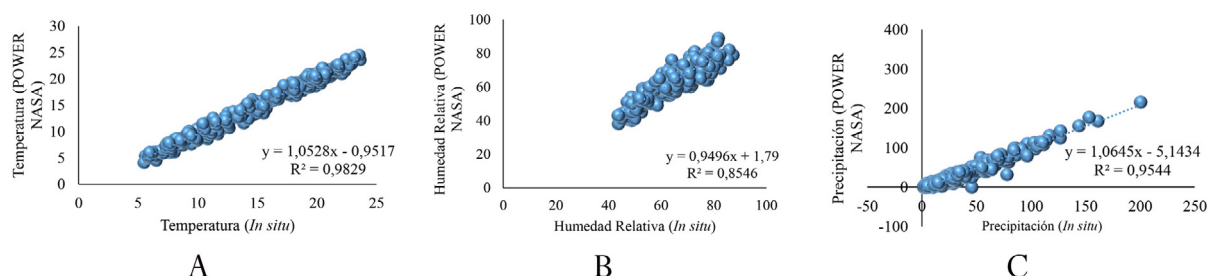 Temperatura (POWER
NASA)
30
25
20
15
10
5
0
y = 1,0528x - 0,9517
R² = 0,9829
0
5
10
15
20
25
Temperatura (In situ)
A
Humedad Relativa (POWER
NASA)
100
80
60
40
20
0
y = 0,9496x + 1,79
R² = 0,8546
0
20
40
60
80
100
Humedad Relativa (In situ)
B
Precipitación (POWER
NASA)
400
300
200
100
0
-100
y = 1,0645x - 5,1434
R² = 0,9544
-50
0
50
100
150
200
250
Precipitación (In situ)
C